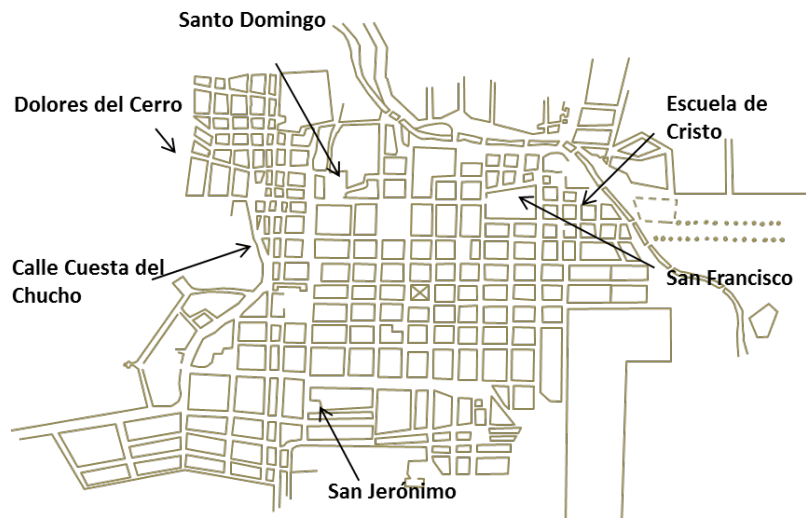 Santo Domingo
Dolores del Cerro
Escuela de
Cristo
Calle Cuesta del
Chucho
San Francisco
San Jerónimo